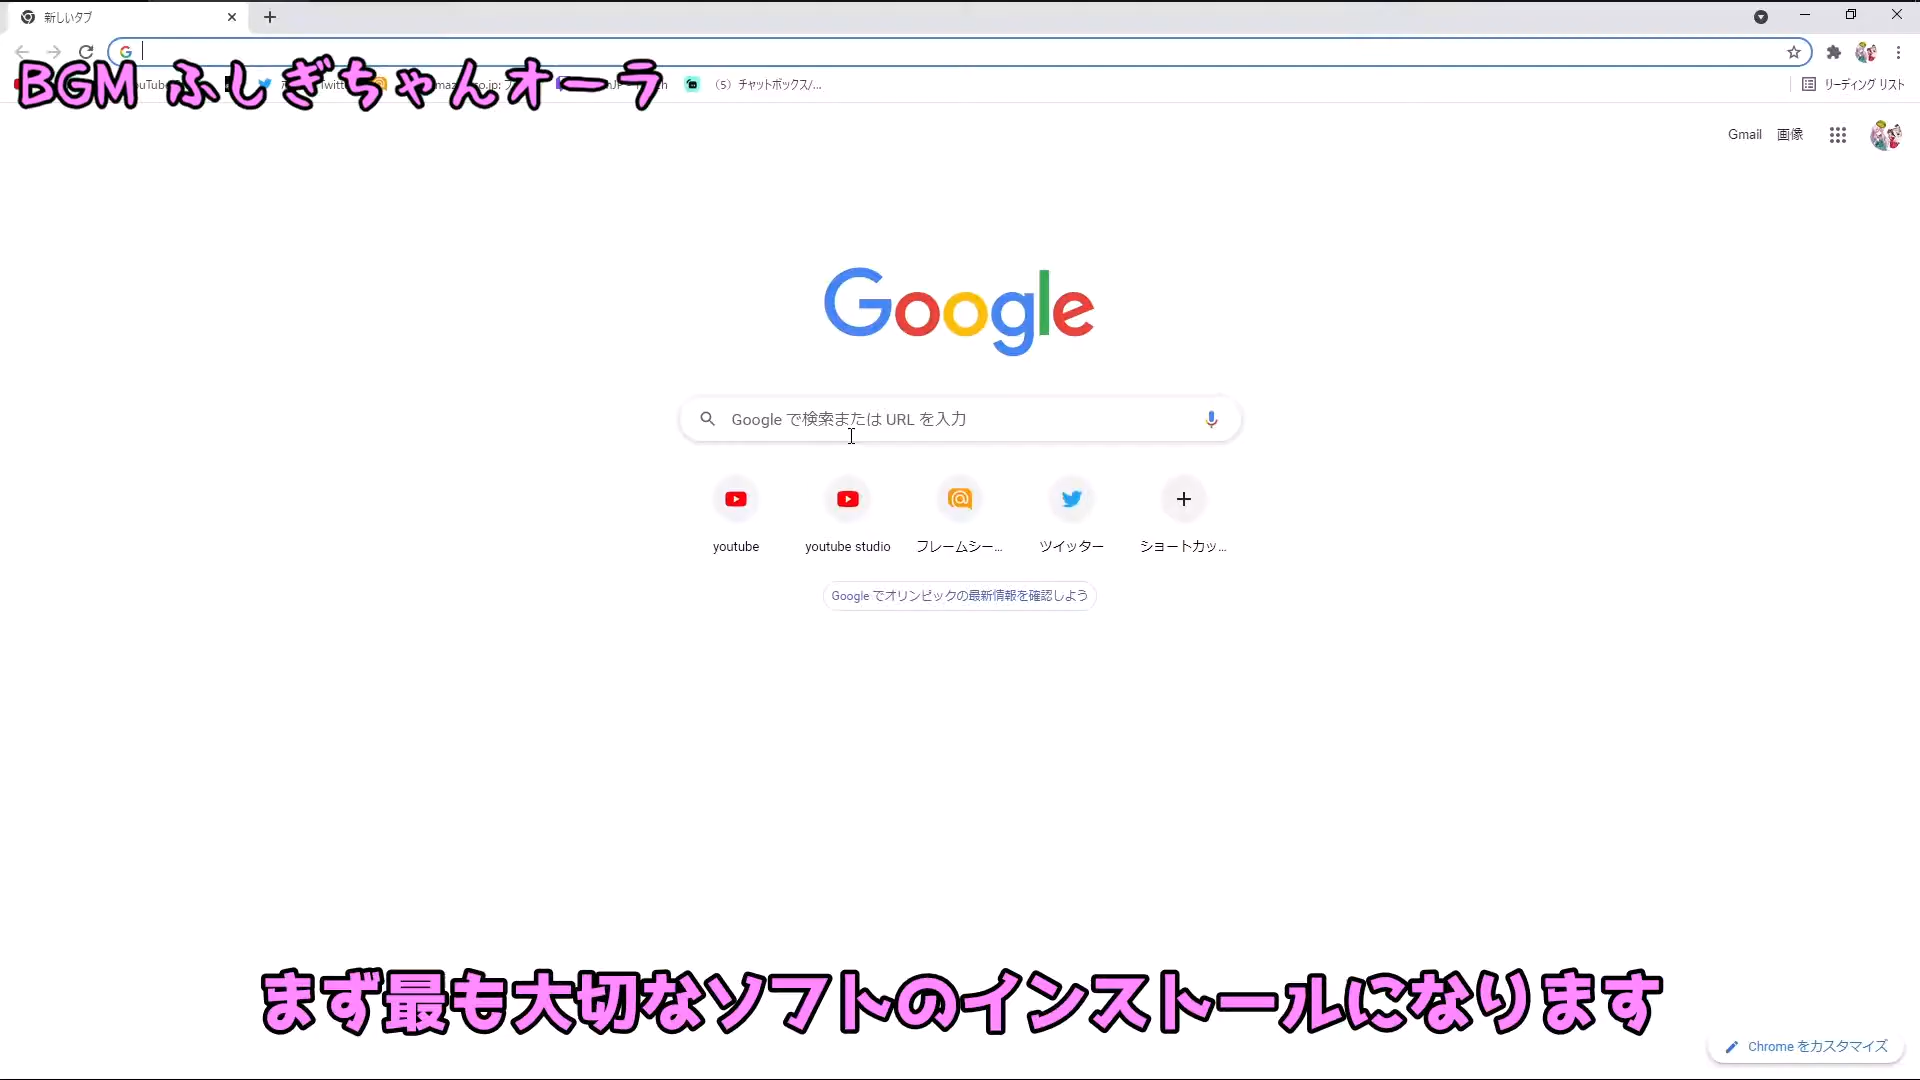 新しいタブ
BGM ふしぎちゃんオーラ
(5) チャットボックス/...
リーディング リスト
Gmail 画像
Google
Google で検索または URL を入力
youtube
youtube studio
フレームシー...
ツイッター
ショートカッ...
Google でオリンピックの最新情報を確認しよう
まず最も大切なソフトのインストールになります
Chrome をカスタマイズ